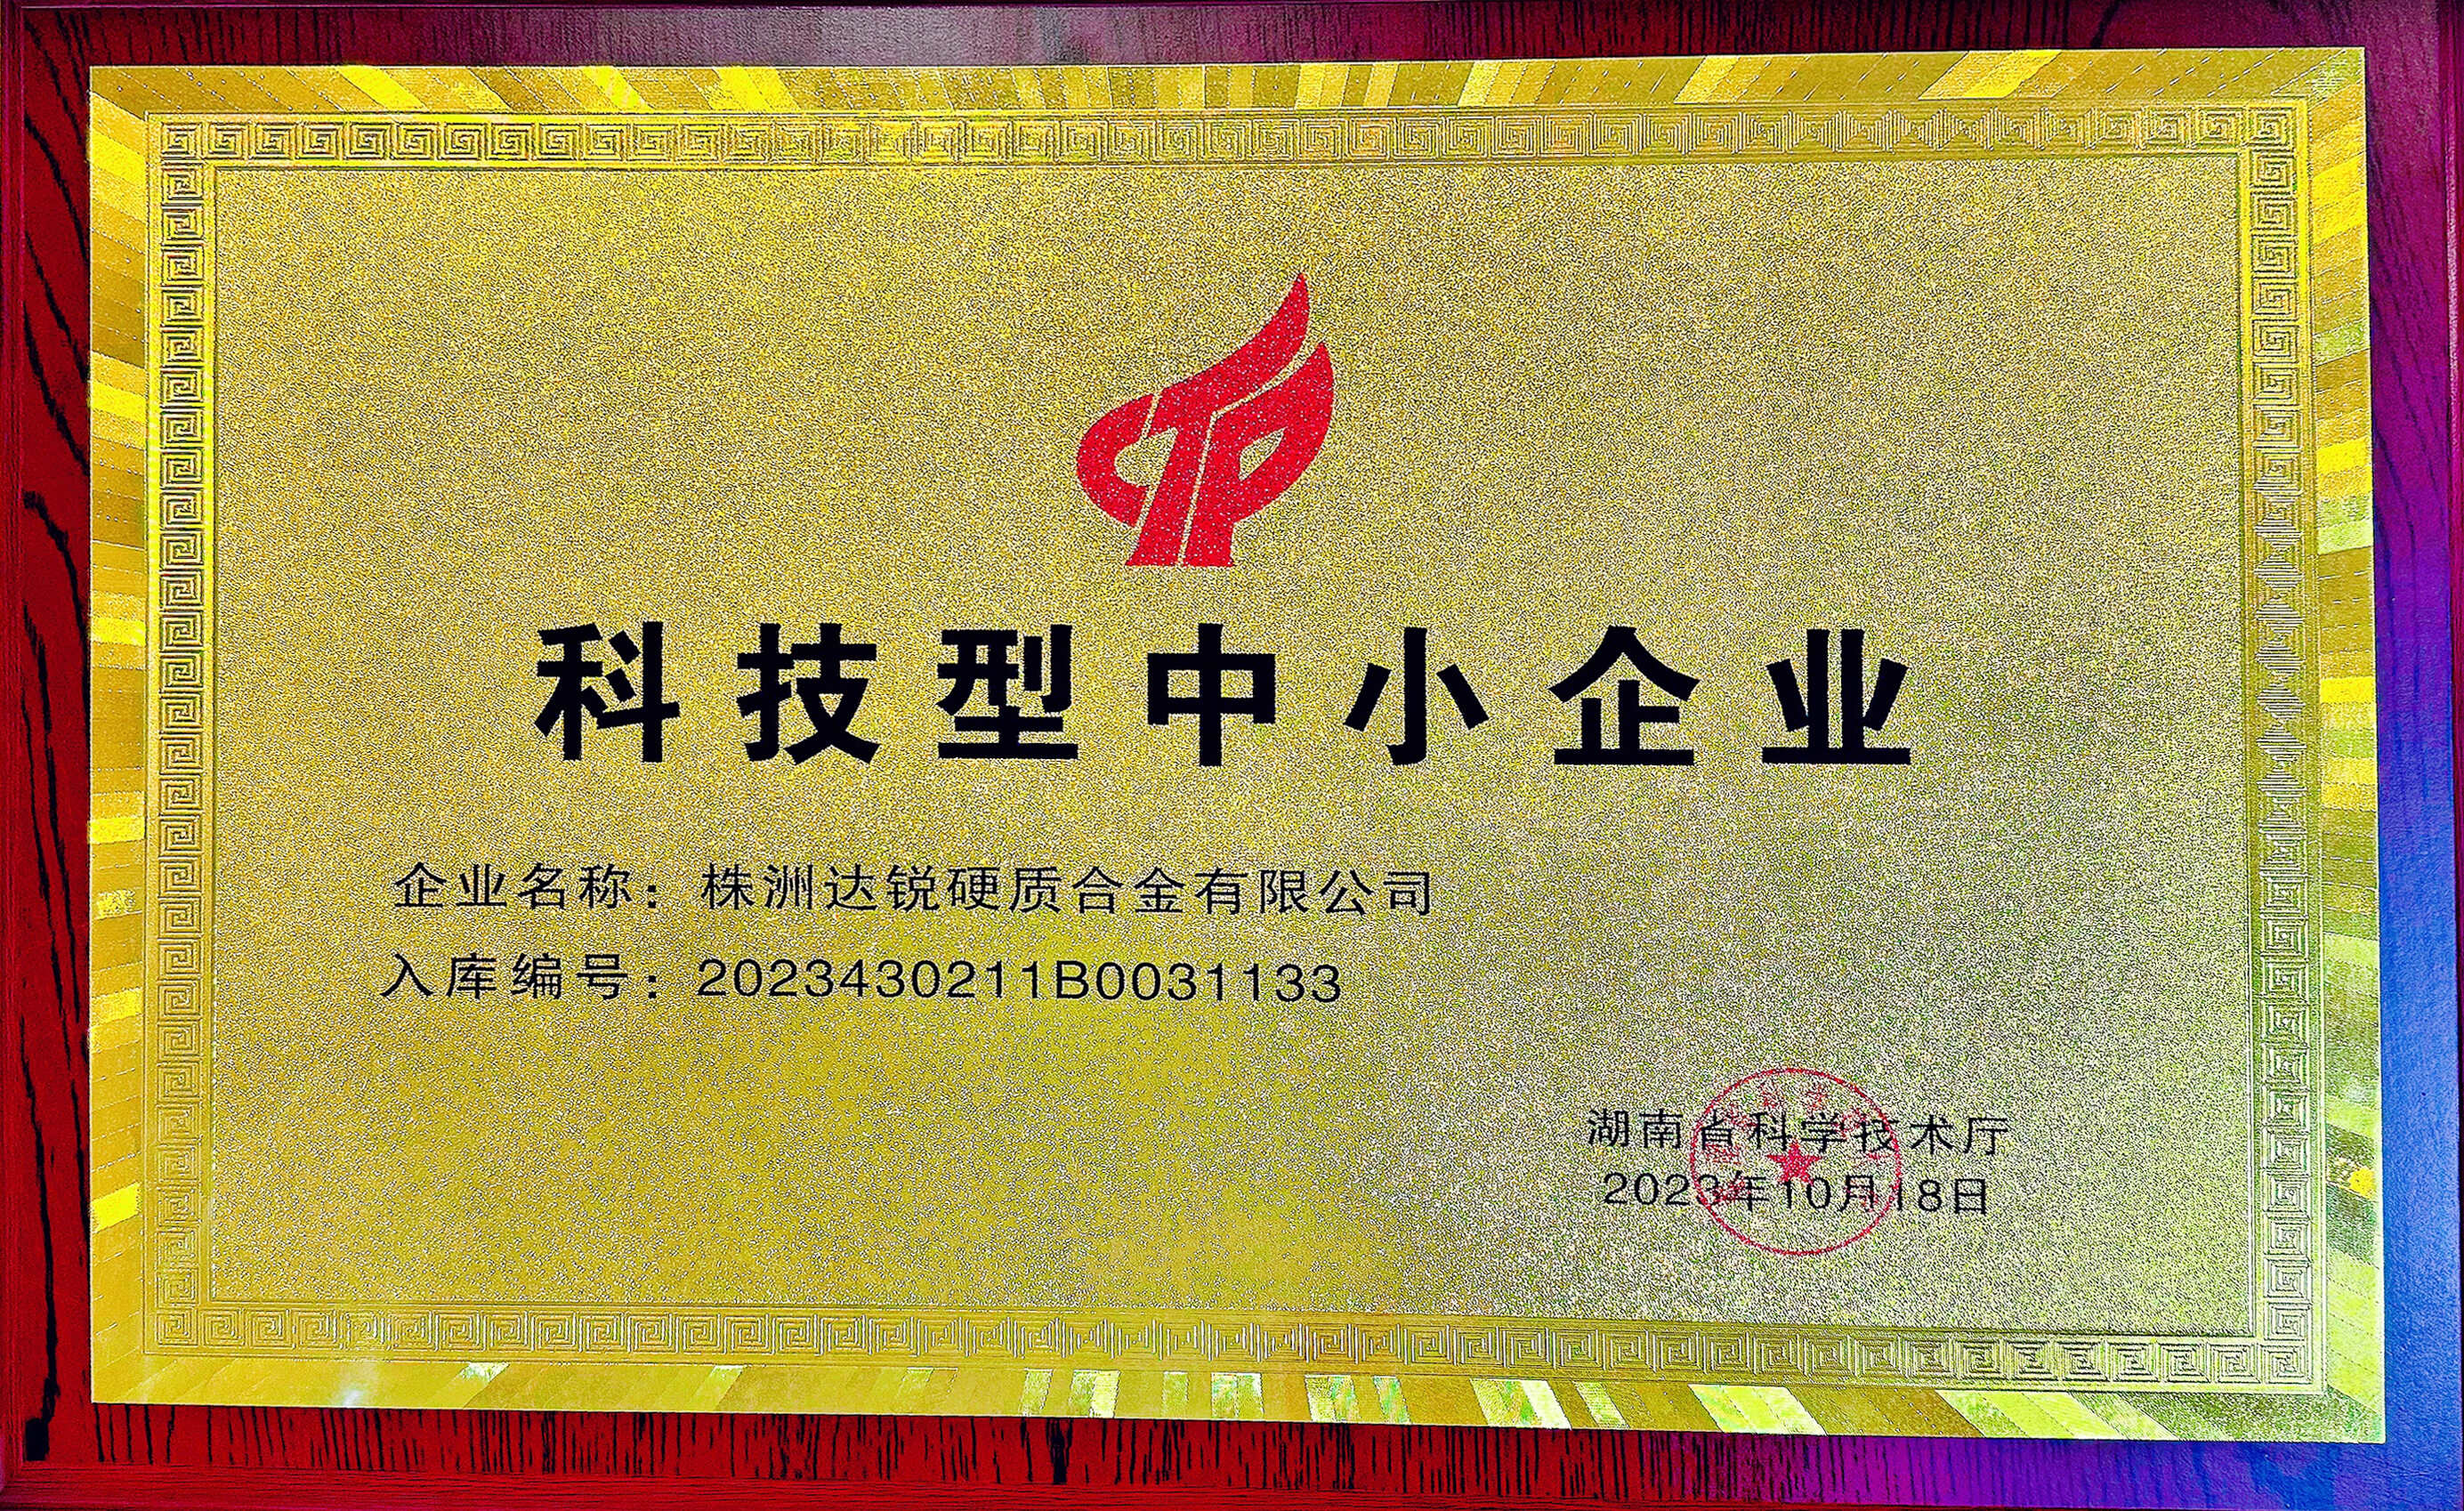 科技型中小企业
企业名称：株洲达锐硬质合金有限公司
入库编号：2023430211B0031133
湖南省科学技术厅
2023年10月18日